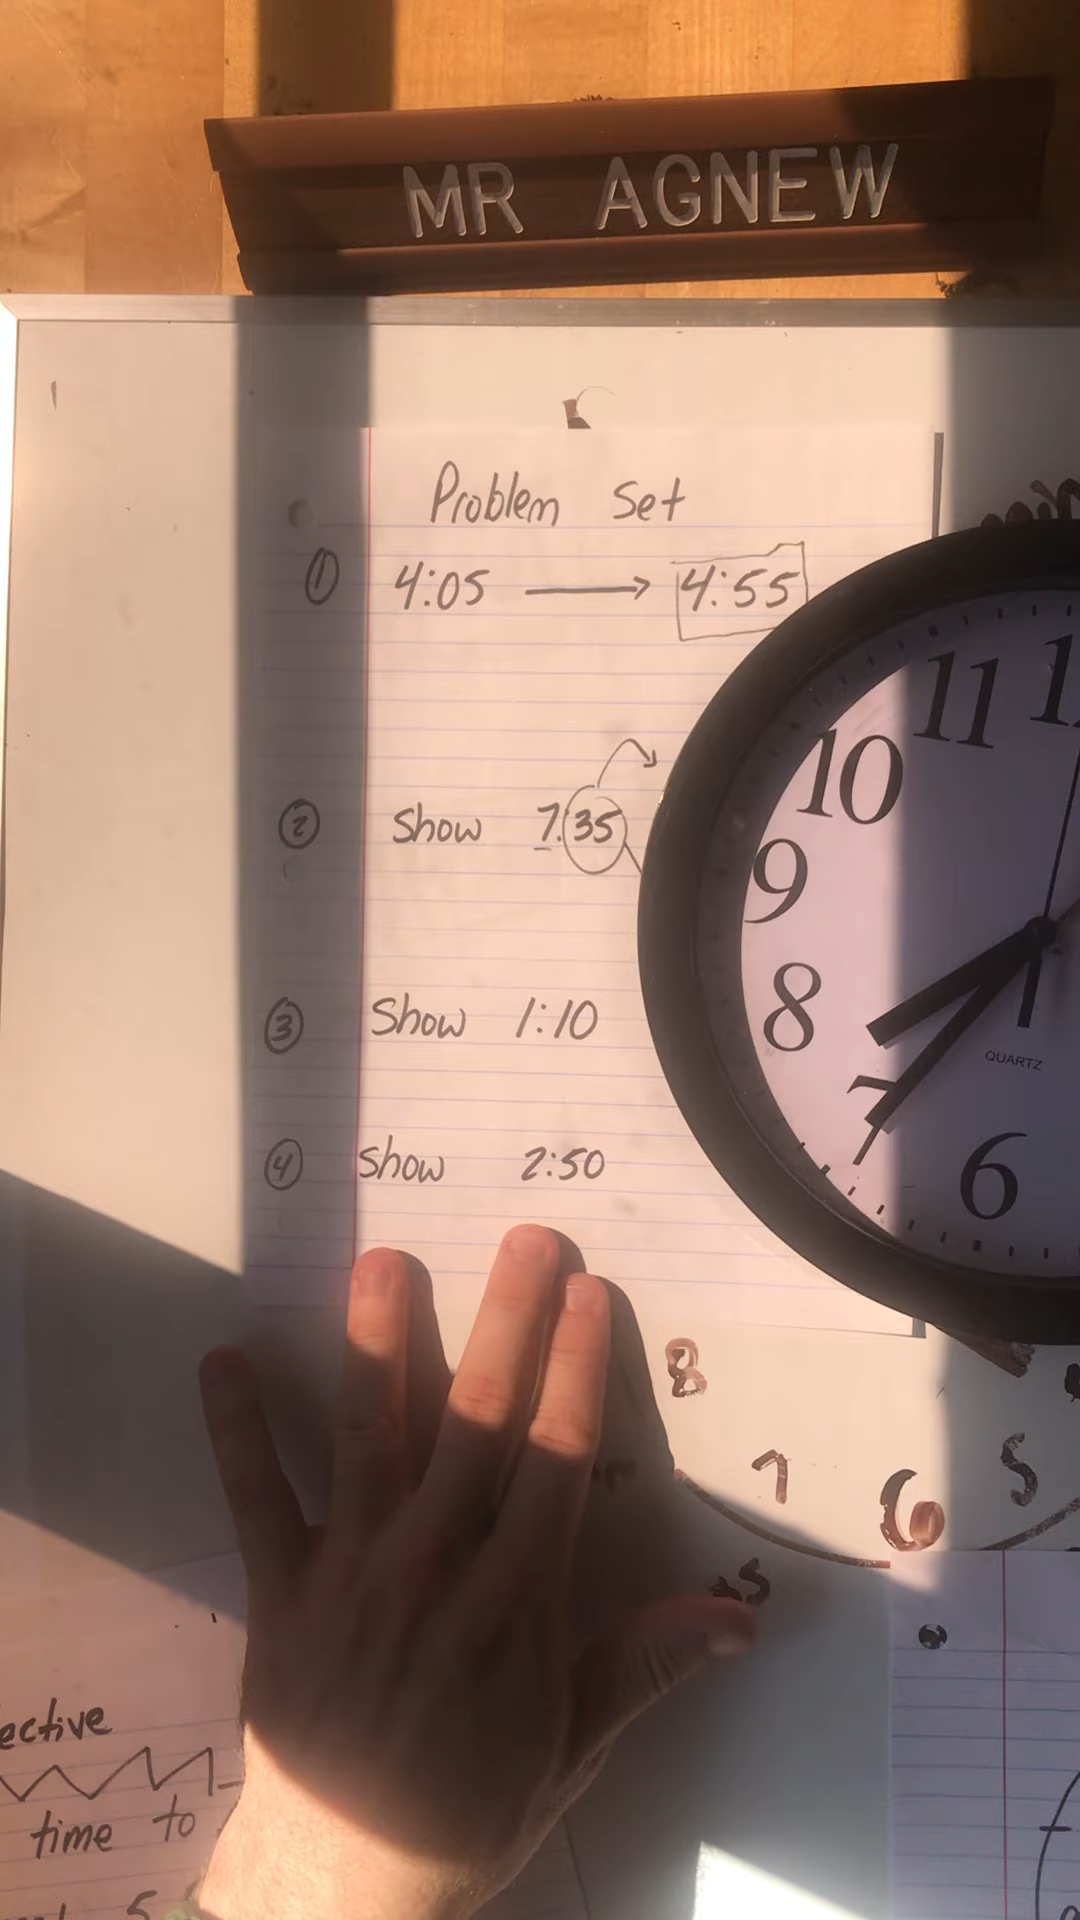 MR AGNEW
Problem Set
① 4:05 → 4:55
② Show 7:35
③ Show 1:10
④ Show 2:50
11
10
9
8
7
6
QUARTZ
8
7
6
5
ective
time to
5